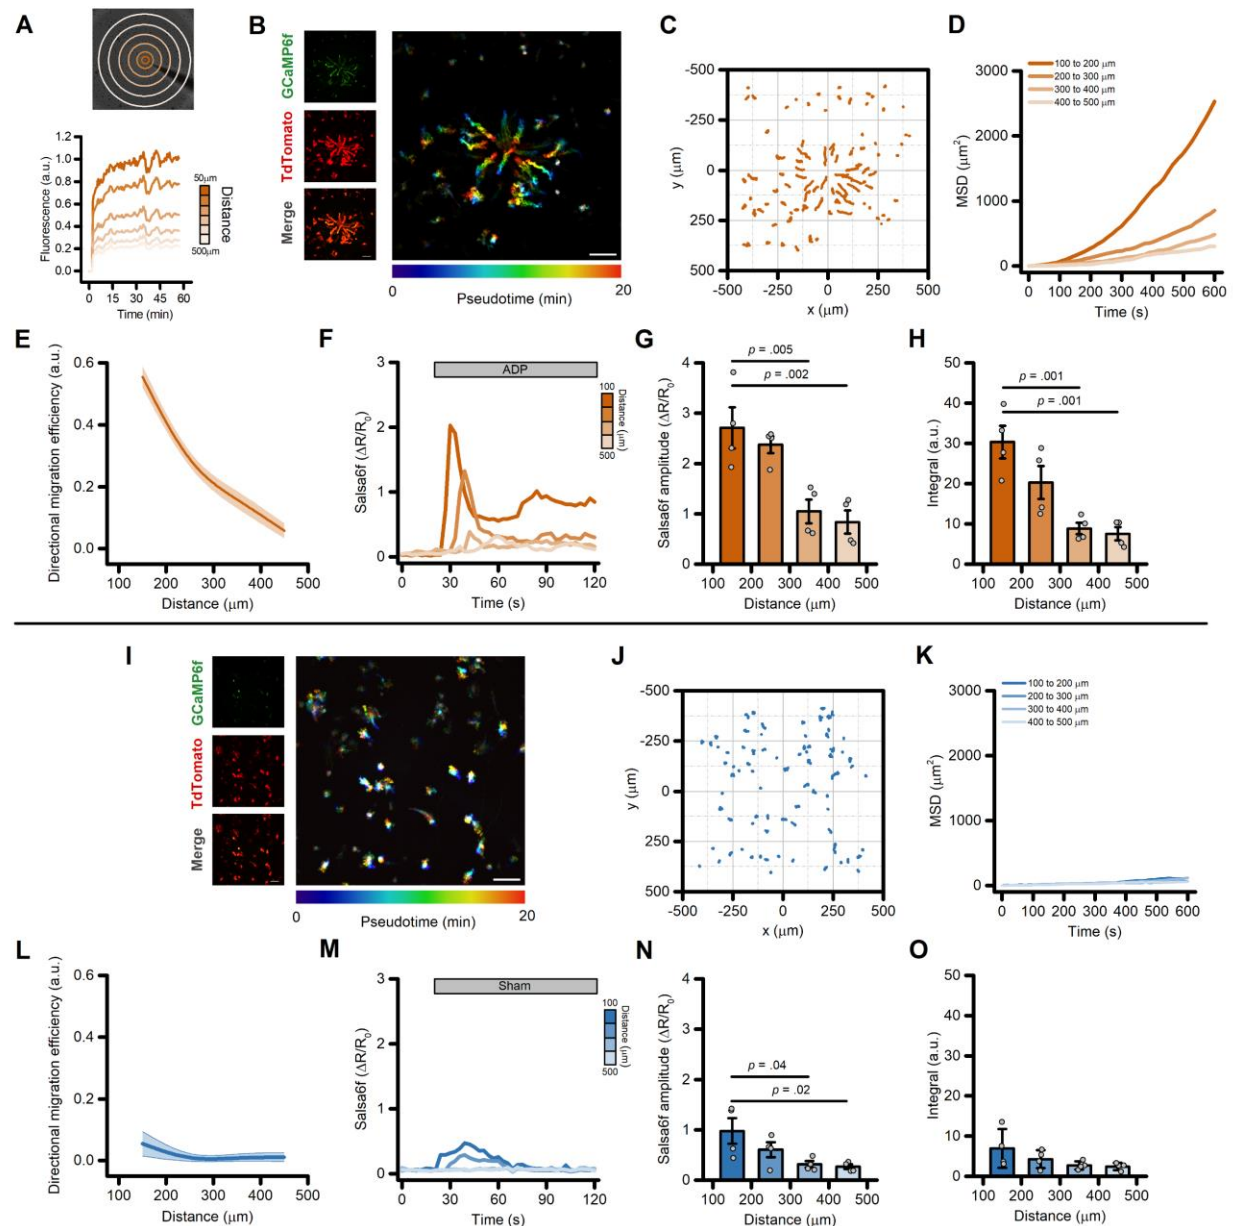 A
1.2
1.0
0.8
0.6
0.4
0.2
0.0
Fluorescence (a.u.)
0 15 30 45 60
Time (min)
50µm
500µm
Distance
B
GCaMP6f
TdTomato
Merge
0 20
Pseudotime (min)
C
-500
-250
0
250
500
y (µm)
-500 -250 0 250 500
x (µm)
D
100 to 200 µm
200 to 300 µm
300 to 400 µm
400 to 500 µm
3000
2000
1000
0
MSD (µm²)
0 100 200 300 400 500 600
Time (s)
E
0.6
0.4
0.2
0.0
Directional migration efficiency (a.u.)
100 200 300 400 500
Distance (µm)
F
ADP
3
2
1
0
Salsa6f (ΔR/R₀)
0 30 60 90 120
Time (s)
100
500
Distance (µm)
G
p = .005
p = .002
4
3
2
1
0
Salsa6f amplitude (ΔR/R₀)
100 200 300 400 500
Distance (µm)
H
p = .001
p = .001
50
40
30
20
10
0
Integral (a.u.)
100 200 300 400 500
Distance (µm)
I
GCaMP6f
TdTomato
Merge
0 20
Pseudotime (min)
J
-500
-250
0
250
500
y (µm)
-500 -250 0 250 500
x (µm)
K
100 to 200 µm
200 to 300 µm
300 to 400 µm
400 to 500 µm
3000
2000
1000
0
MSD (µm²)
0 100 200 300 400 500 600
Time (s)
L
0.6
0.4
0.2
0.0
Directional migration efficiency (a.u.)
100 200 300 400 500
Distance (µm)
M
Sham
3
2
1
0
Salsa6f (ΔR/R₀)
0 30 60 90 120
Time (s)
100
500
Distance (µm)
N
p = .04
p = .02
4
3
2
1
0
Salsa6f amplitude (ΔR/R₀)
100 200 300 400 500
Distance (µm)
O
50
40
30
20
10
0
Integral (a.u.)
100 200 300 400 500
Distance (µm)